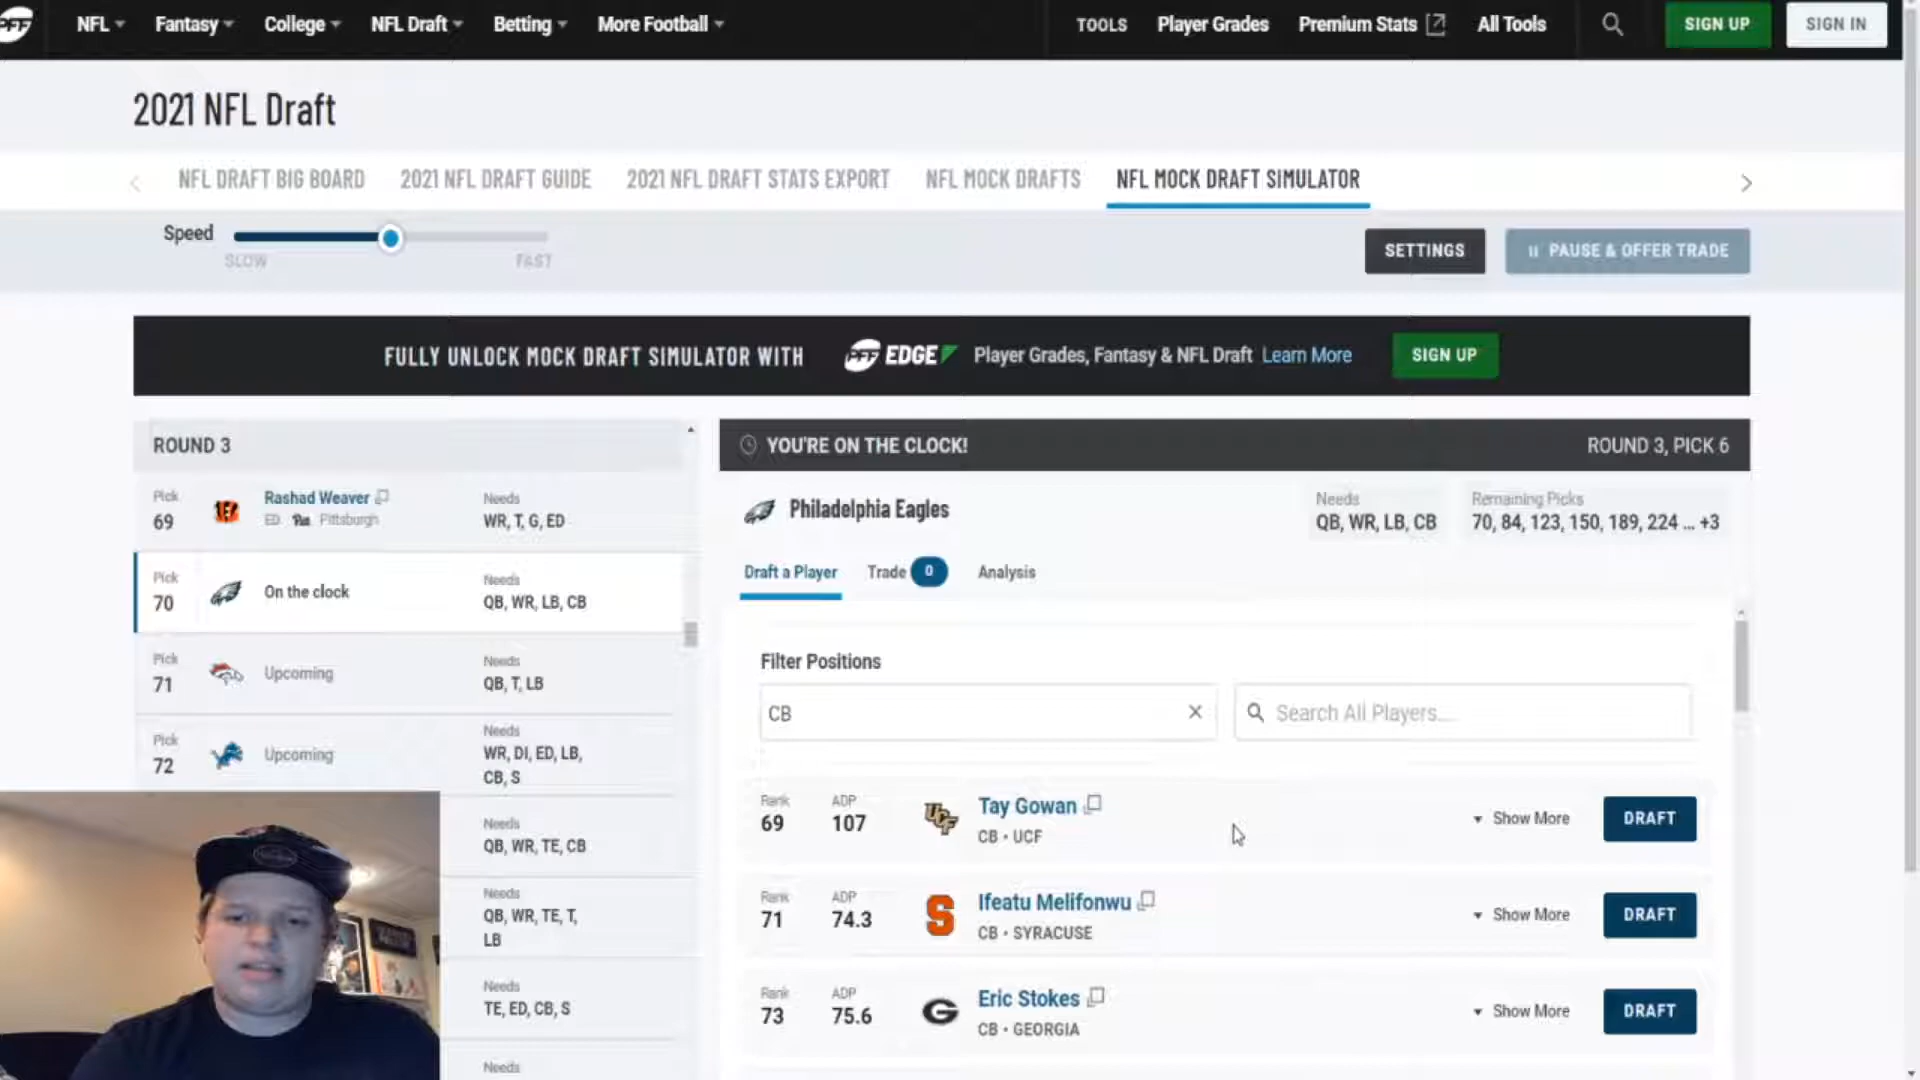 PFF NFL Fantasy College NFL Draft Betting More Football TOOLS Player Grades Premium Stats All Tools SIGN UP SIGN IN
2021 NFL Draft
NFL DRAFT BIG BOARD 2021 NFL DRAFT GUIDE 2021 NFL DRAFT STATS EXPORT NFL MOCK DRAFTS NFL MOCK DRAFT SIMULATOR
Speed
SLOW FAST
SETTINGS PAUSE & OFFER TRADE
FULLY UNLOCK MOCK DRAFT SIMULATOR WITH PFF EDGE Player Grades, Fantasy & NFL Draft Learn More SIGN UP
ROUND 3
Pick Rashad Weaver Needs
69 ED Pitt Pittsburgh WR, T, G, ED
Pick On the clock Needs
70 QB, WR, LB, CB
Pick Upcoming Needs
71 QB, T, LB
Pick Upcoming Needs
72 WR, DI, ED, LB,
CB, S
Needs
QB, WR, TE, CB
Needs
QB, WR, TE, T,
LB
Needs
TE, ED, CB, S
Needs
YOU'RE ON THE CLOCK! ROUND 3, PICK 6
Philadelphia Eagles
Needs Remaining Picks
QB, WR, LB, CB 70, 84, 123, 150, 189, 224 ... +3
Draft a Player Trade 0 Analysis
Filter Positions
CB Search All Players...
Rank ADP Tay Gowan Show More DRAFT
69 107 UCF CB • UCF
Rank ADP Ifeatu Melifonwu Show More DRAFT
71 74.3 S CB • SYRACUSE
Rank ADP Eric Stokes Show More DRAFT
73 75.6 G CB • GEORGIA